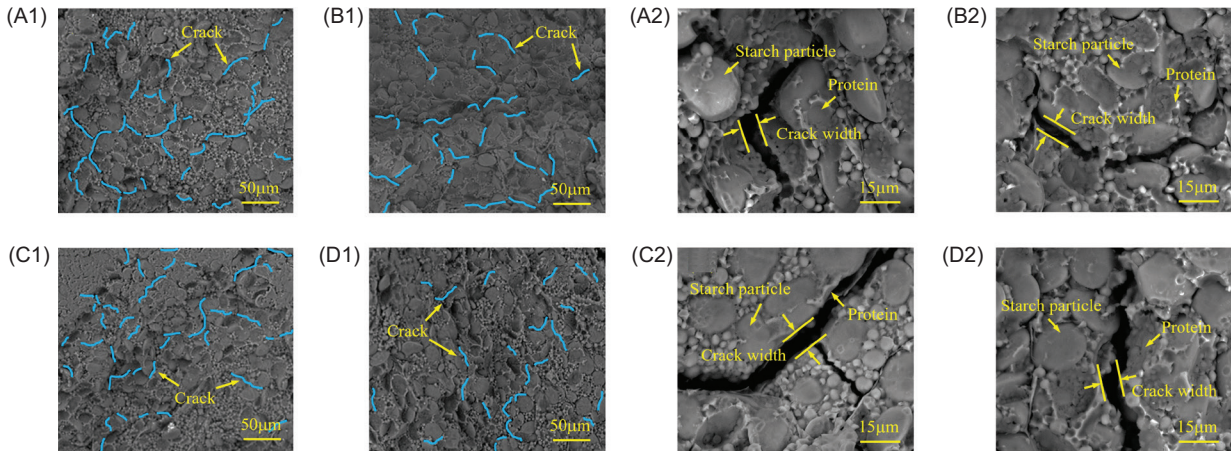 (A1)
Crack
50µm
(B1)
Crack
50µm
(A2)
Starch particle
Protein
Crack width
15µm
(B2)
Starch particle
Protein
Crack width
15µm
(C1)
Crack
50µm
(D1)
Crack
50µm
(C2)
Starch particle
Protein
Crack width
15µm
(D2)
Starch particle
Protein
Crack width
15µm